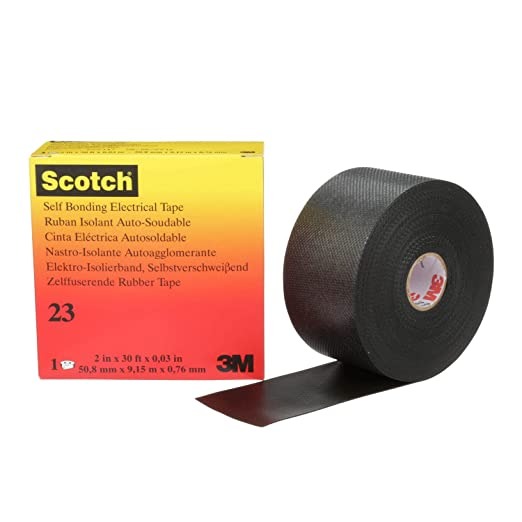 Scotch
Self Bonding Electrical Tape
Ruban Isolant Auto-Soudable
Cinta Eléctrica Autosoldable
Nastro-Isolante Autoagglomerante
Elektro-Isolierband, Selbstverschweißend
Zelffuserende Rubber Tape
23
1
2 in x 30 ft x 0,03 in
50,8 mm x 9,15 m x 0,76 mm
3M
3M